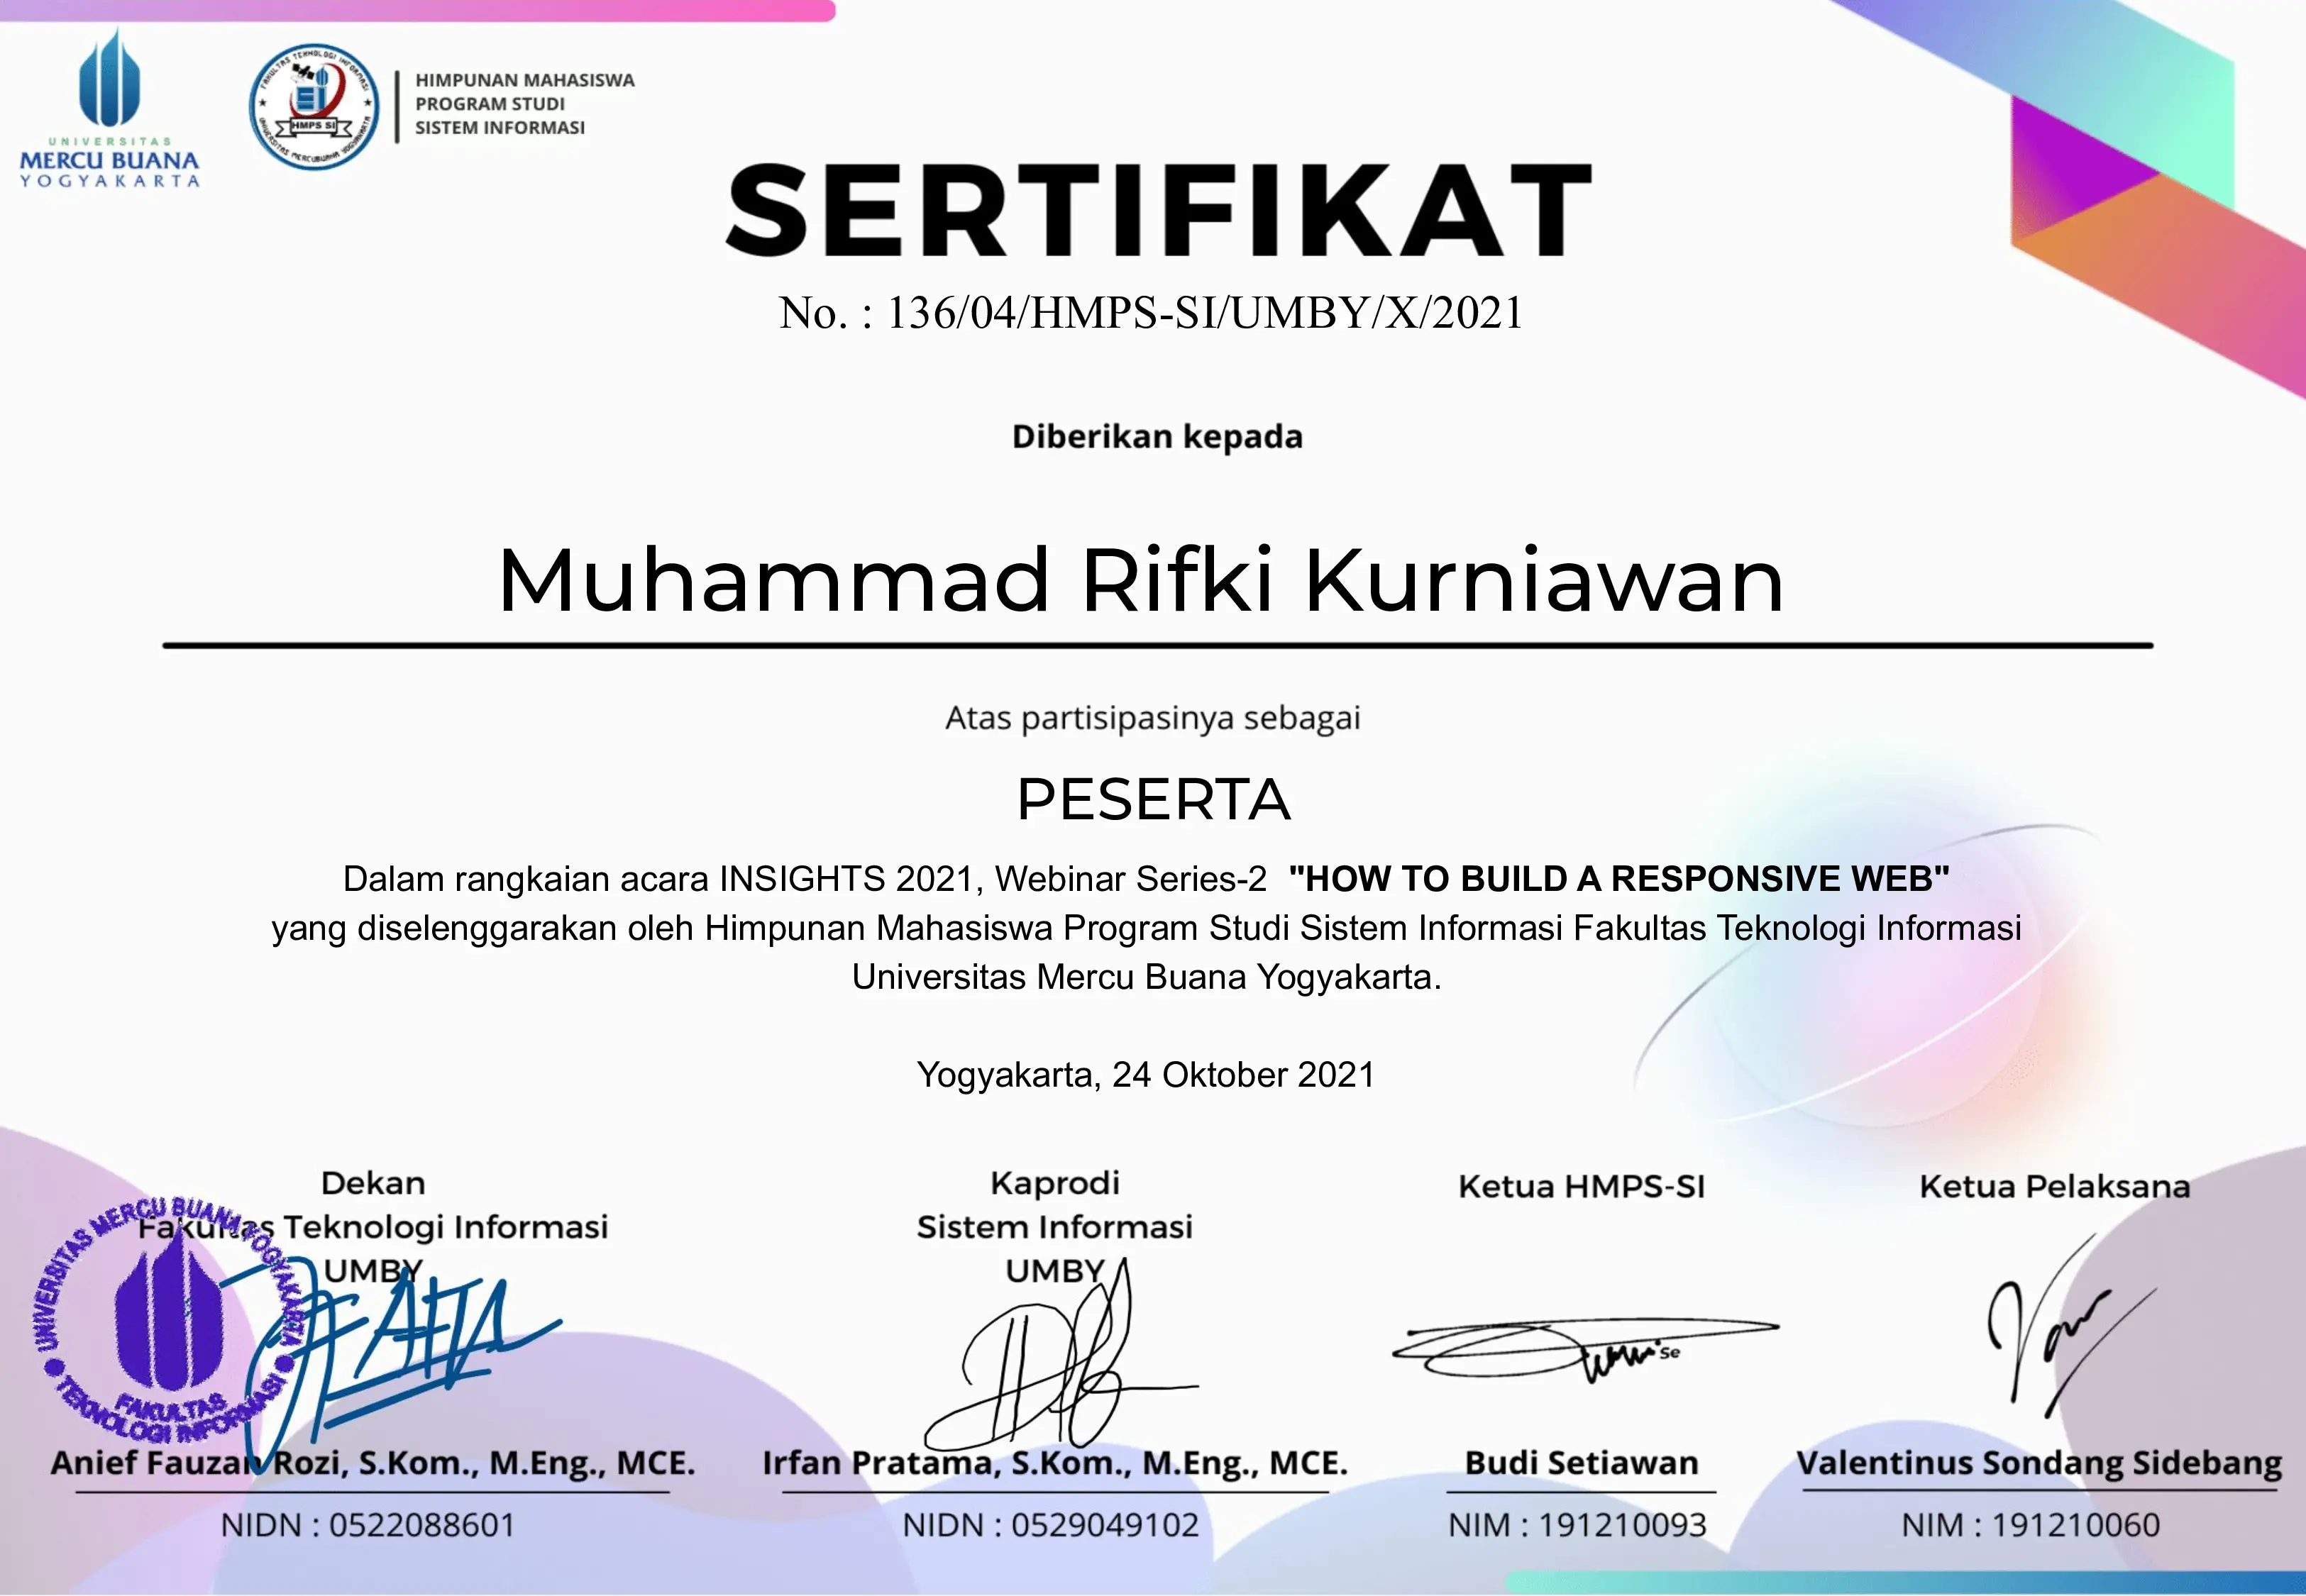 UNIVERSITAS
MERCU BUANA
YOGYAKARTA
FAKULTAS TEKNOLOGI INFORMASI
HMPS SI
UNIVERSITAS MERCUBUANA YOGYAKARTA
HIMPUNAN MAHASISWA
PROGRAM STUDI
SISTEM INFORMASI
SERTIFIKAT
No. : 136/04/HMPS-SI/UMBY/X/2021
Diberikan kepada
Muhammad Rifki Kurniawan
Atas partisipasinya sebagai
PESERTA
Dalam rangkaian acara INSIGHTS 2021, Webinar Series-2 "HOW TO BUILD A RESPONSIVE WEB"
yang diselenggarakan oleh Himpunan Mahasiswa Program Studi Sistem Informasi Fakultas Teknologi Informasi
Universitas Mercu Buana Yogyakarta.
Yogyakarta, 24 Oktober 2021
Dekan
Fakultas Teknologi Informasi
UMBY
UNIVERSITAS MERCU BUANA YOGYAKARTA
FAKULTAS
TEKNOLOGI INFORMASI
Anief Fauzan Rozi, S.Kom., M.Eng., MCE.
NIDN : 0522088601
Kaprodi
Sistem Informasi
UMBY
Irfan Pratama, S.Kom., M.Eng., MCE.
NIDN : 0529049102
Ketua HMPS-SI
Budi Setiawan
NIM : 191210093
Ketua Pelaksana
Valentinus Sondang Sidebang
NIM : 191210060